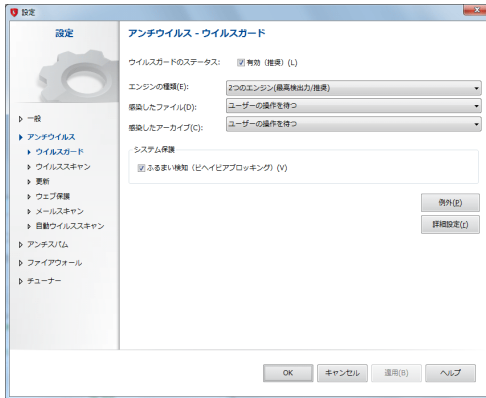 設定
設定
一般
アンチウイルス
ウイルスガード
ウイルススキャン
更新
ウェブ保護
メールスキャン
自動ウイルススキャン
アンチスパム
ファイアウォール
チューナー
アンチウイルス - ウイルスガード
ウイルスガードのステータス: 有効（推奨）(L)
エンジンの種類(E): 2つのエンジン(最高検出力/推奨)
感染したファイル(D): ユーザーの操作を待つ
感染したアーカイブ(C): ユーザーの操作を待つ
システム保護
ふるまい検知（ビヘイビアブロッキング）(V)
例外(P)
詳細設定(r)
OK キャンセル 適用(B) ヘルプ